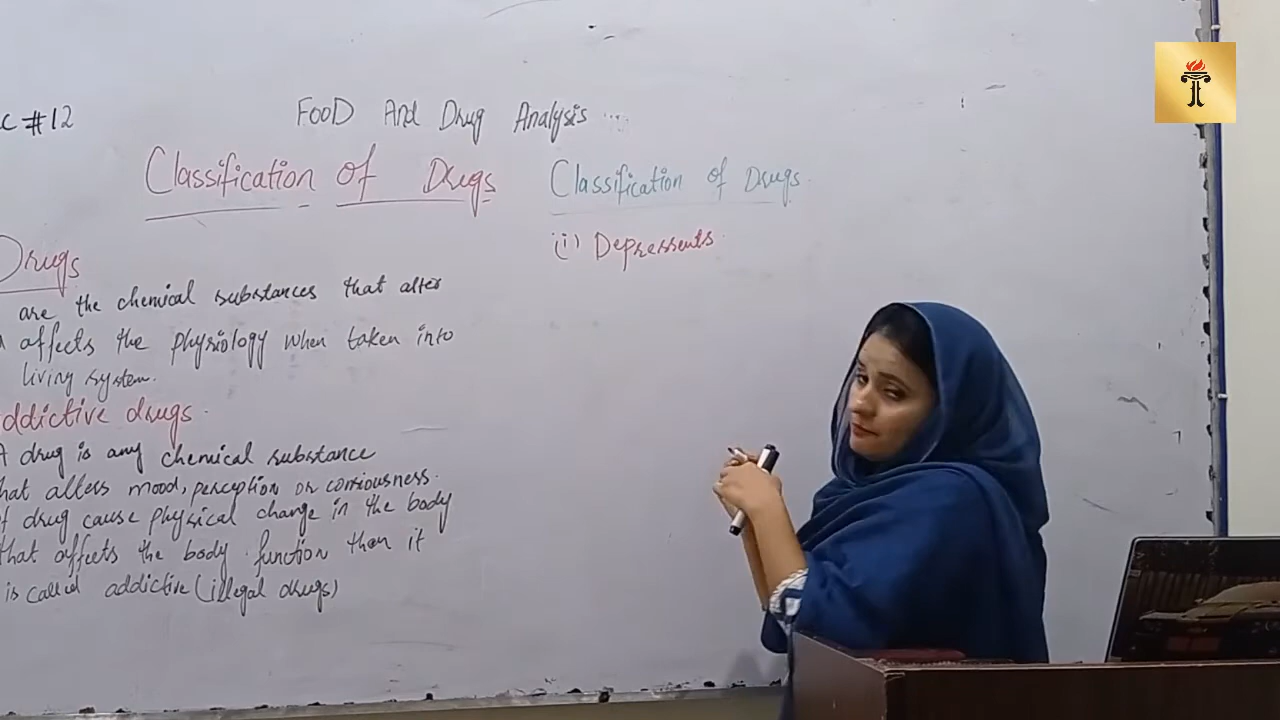 c #12
FooD And Drug Analysis ...
Classification of Drugs
Drugs
are the chemical substances that alter
affects the physiology when taken into
living system.
ddictive drugs.
A drug is any chemical substance
hat alters mood, perception or consiousness.
f drug cause physical change in the body
that affects the body function than it
is called addictive (illegal drugs)
Classification of Drugs.
(i) Depressents